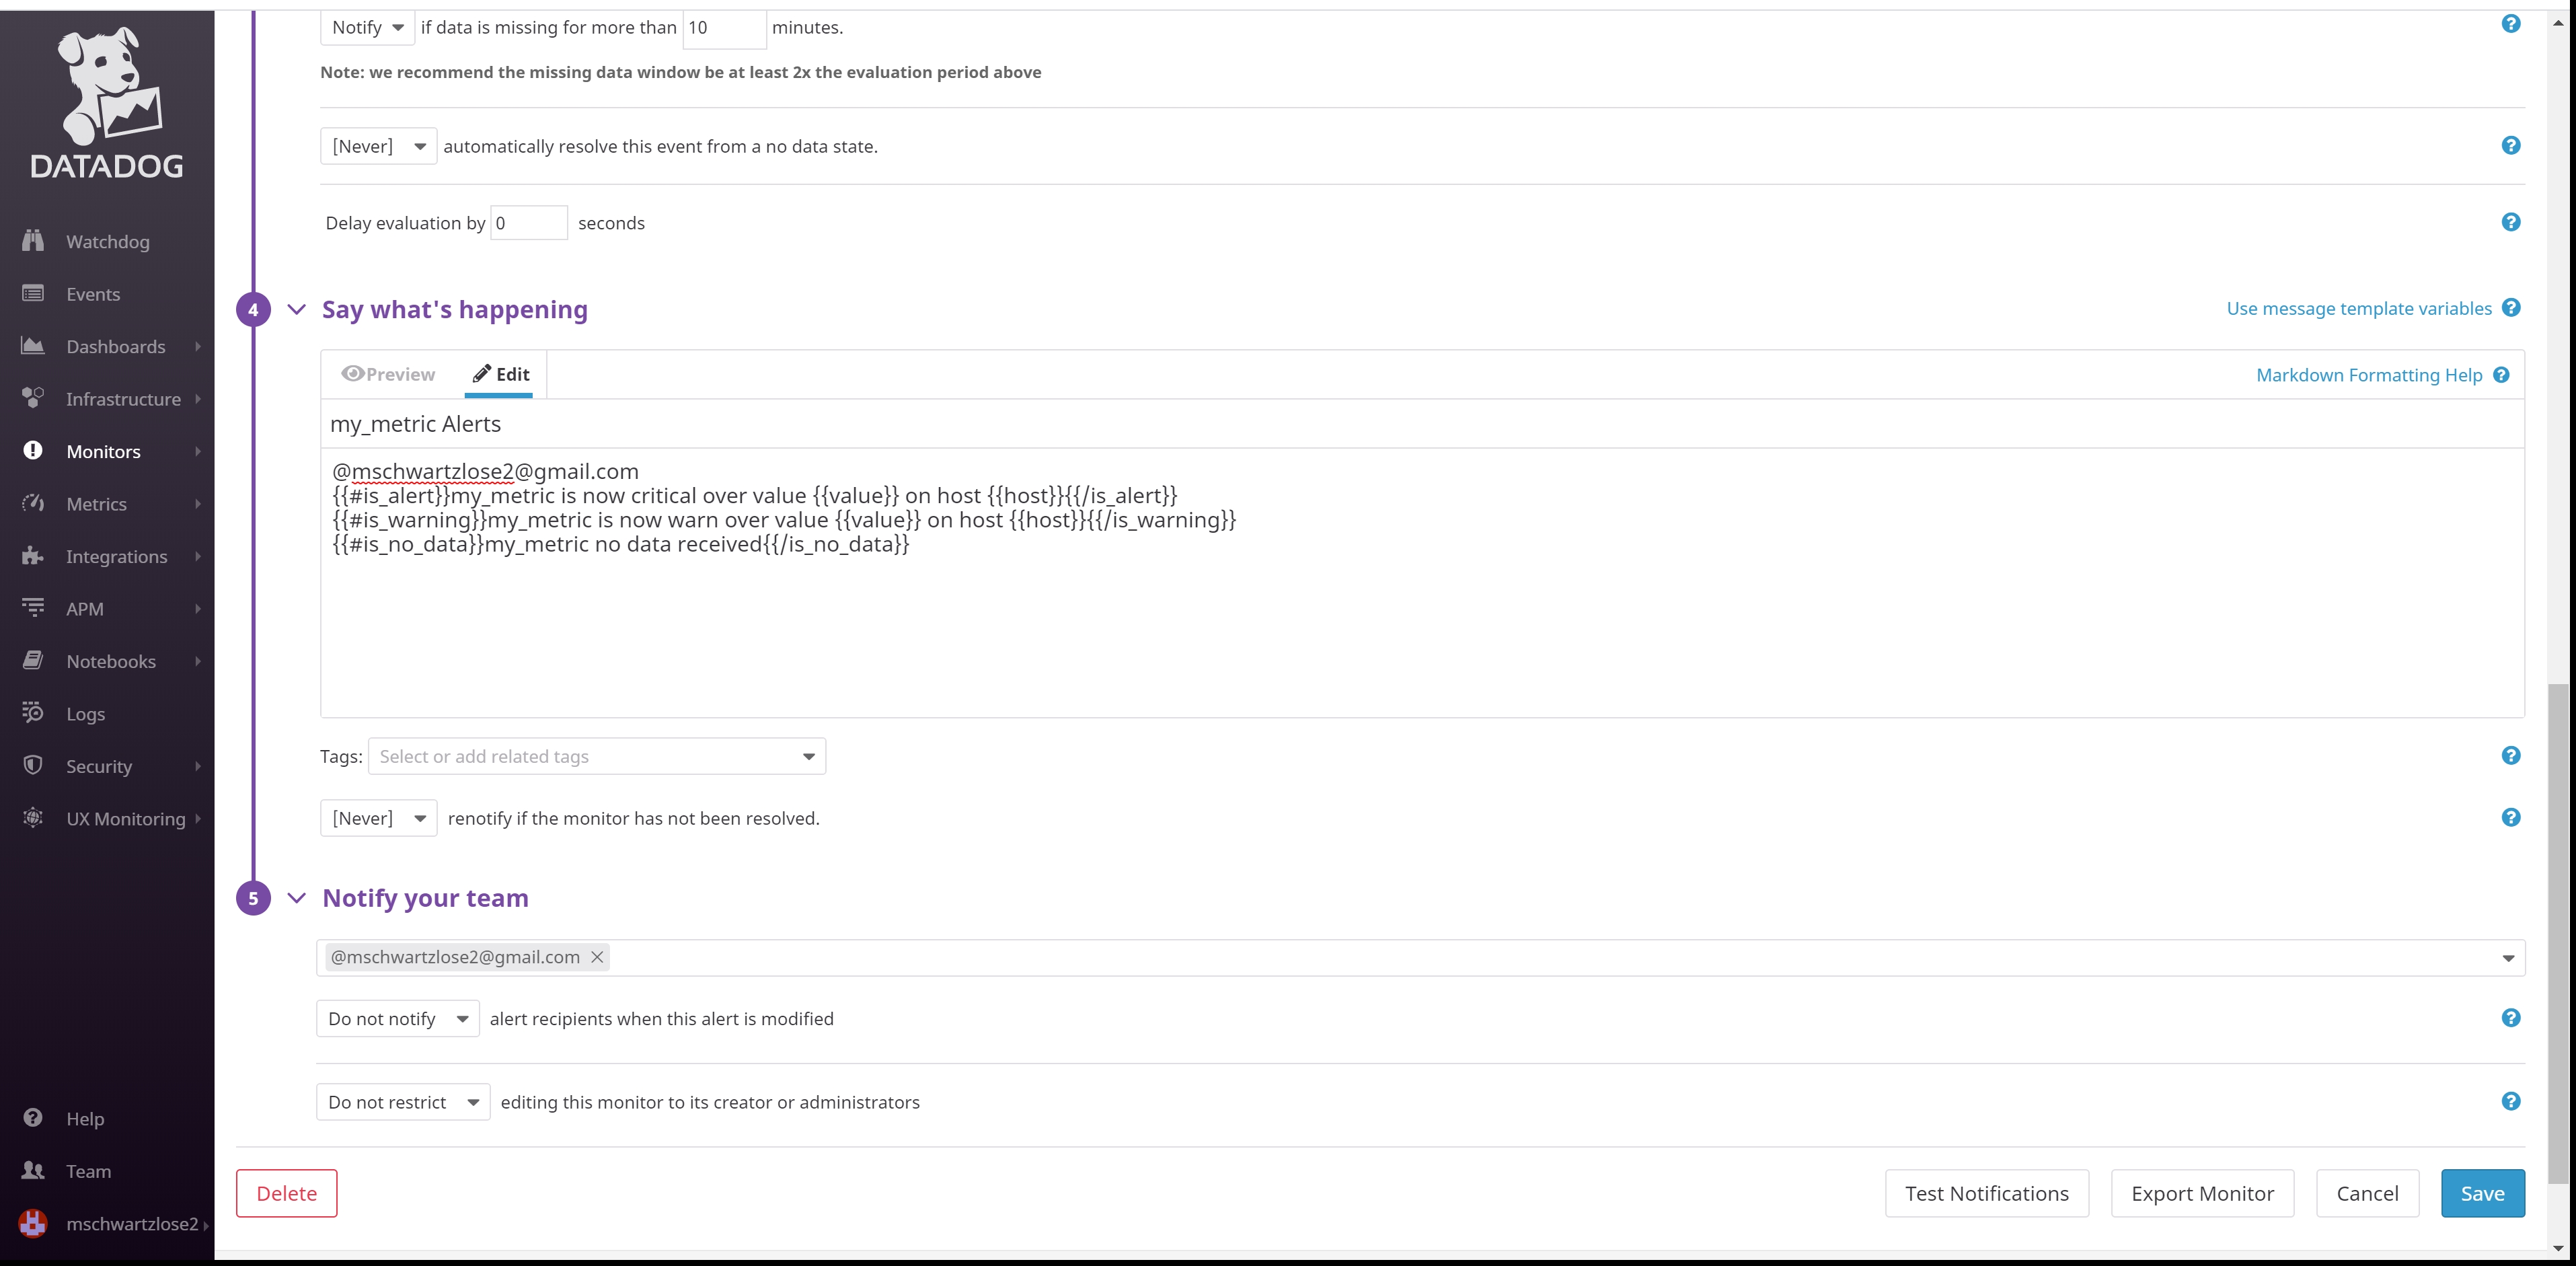 DATADOG
Watchdog
Events
Dashboards
Infrastructure
Monitors
Metrics
Integrations
APM
Notebooks
Logs
Security
UX Monitoring
Help
Team
mschwartzlose2
Notify if data is missing for more than 10 minutes.
Note: we recommend the missing data window be at least 2x the evaluation period above
[Never] automatically resolve this event from a no data state.
Delay evaluation by 0 seconds
4 Say what's happening Use message template variables
Preview Edit Markdown Formatting Help
my_metric Alerts
@mschwartzlose2@gmail.com
{{#is_alert}}my_metric is now critical over value {{value}} on host {{host}}{{/is_alert}}
{{#is_warning}}my_metric is now warn over value {{value}} on host {{host}}{{/is_warning}}
{{#is_no_data}}my_metric no data received{{/is_no_data}}
Tags: Select or add related tags
[Never] renotify if the monitor has not been resolved.
5 Notify your team
@mschwartzlose2@gmail.com
Do not notify alert recipients when this alert is modified
Do not restrict editing this monitor to its creator or administrators
Delete Test Notifications Export Monitor Cancel Save